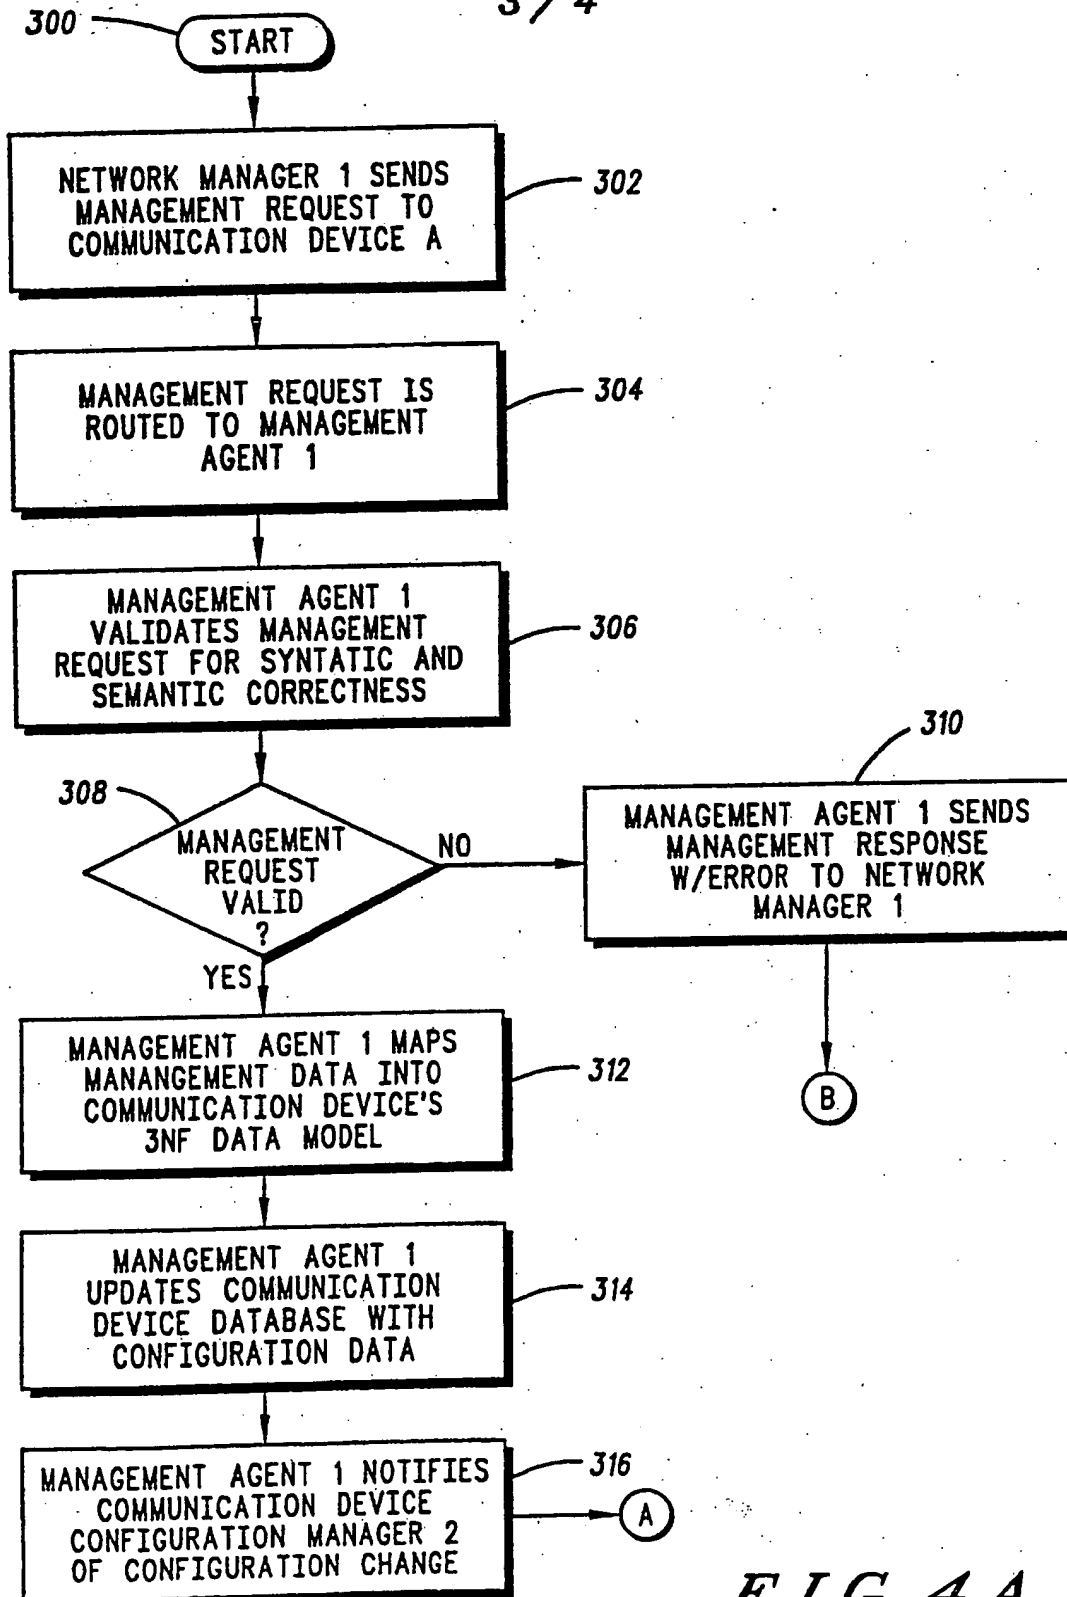 3/4
300
START
NETWORK MANAGER 1 SENDS
MANAGEMENT REQUEST TO
COMMUNICATION DEVICE A
302
MANAGEMENT REQUEST IS
ROUTED TO MANAGEMENT
AGENT 1
304
MANAGEMENT AGENT 1
VALIDATES MANAGEMENT
REQUEST FOR SYNTATIC AND
SEMANTIC CORRECTNESS
306
308
MANAGEMENT
REQUEST
VALID
?
NO
YES
310
MANAGEMENT AGENT 1 SENDS
MANAGEMENT RESPONSE
W/ERROR TO NETWORK
MANAGER 1
B
MANAGEMENT AGENT 1 MAPS
MANANGEMENT DATA INTO
COMMUNICATION DEVICE'S
3NF DATA MODEL
312
MANAGEMENT AGENT 1
UPDATES COMMUNICATION
DEVICE DATABASE WITH
CONFIGURATION DATA
314
MANAGEMENT AGENT 1 NOTIFIES
COMMUNICATION DEVICE
CONFIGURATION MANAGER 2
OF CONFIGURATION CHANGE
316
A
FIG. 4A